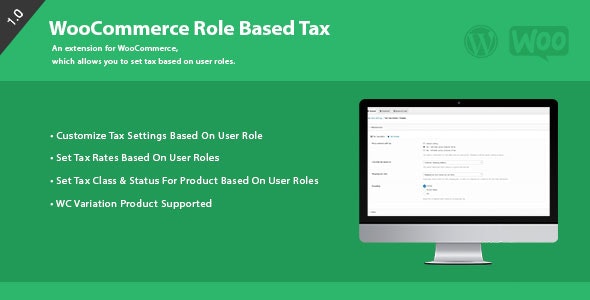 1.0
WooCommerce Role Based Tax
An extension for WooCommerce,
which allows you to set tax based on user roles.
WOO
• Customize Tax Settings Based On User Role
• Set Tax Rates Based On User Roles
• Set Tax Class & Status For Product Based On User Roles
• WC Variation Product Supported